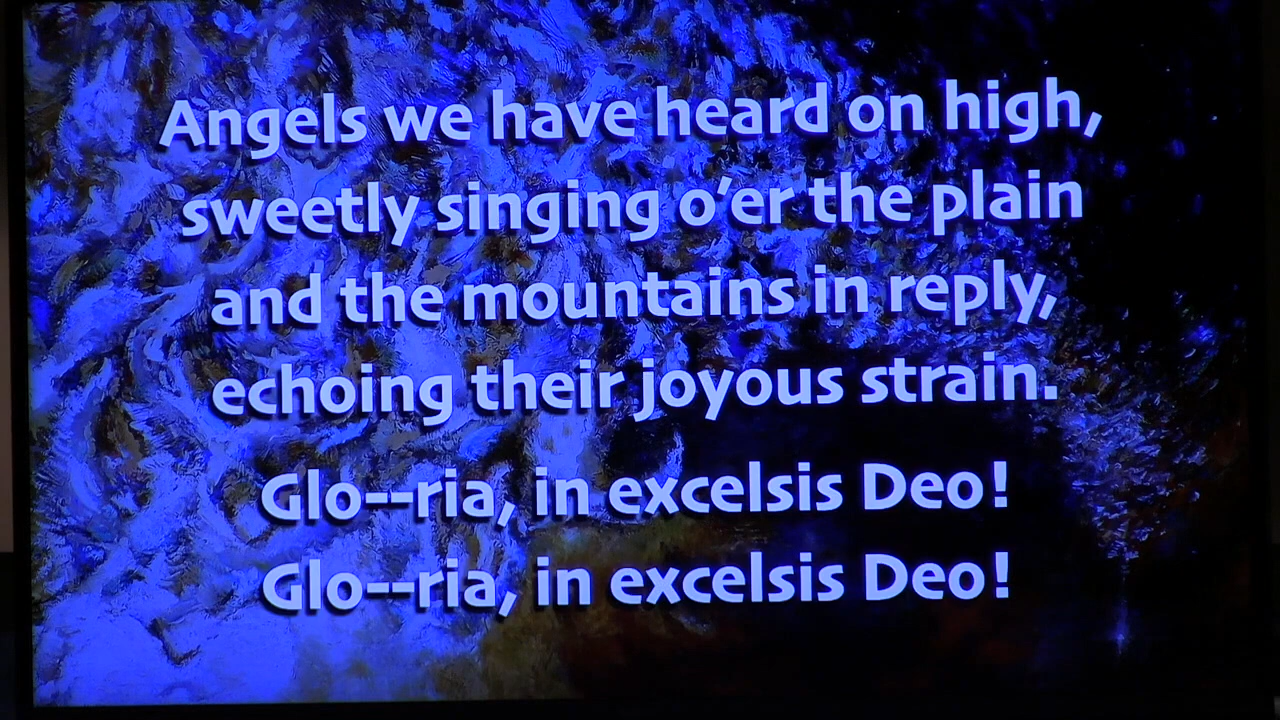 Angels we have heard on high,
sweetly singing o’er the plain
and the mountains in reply,
echoing their joyous strain.
Glo--ria, in excelsis Deo!
Glo--ria, in excelsis Deo!